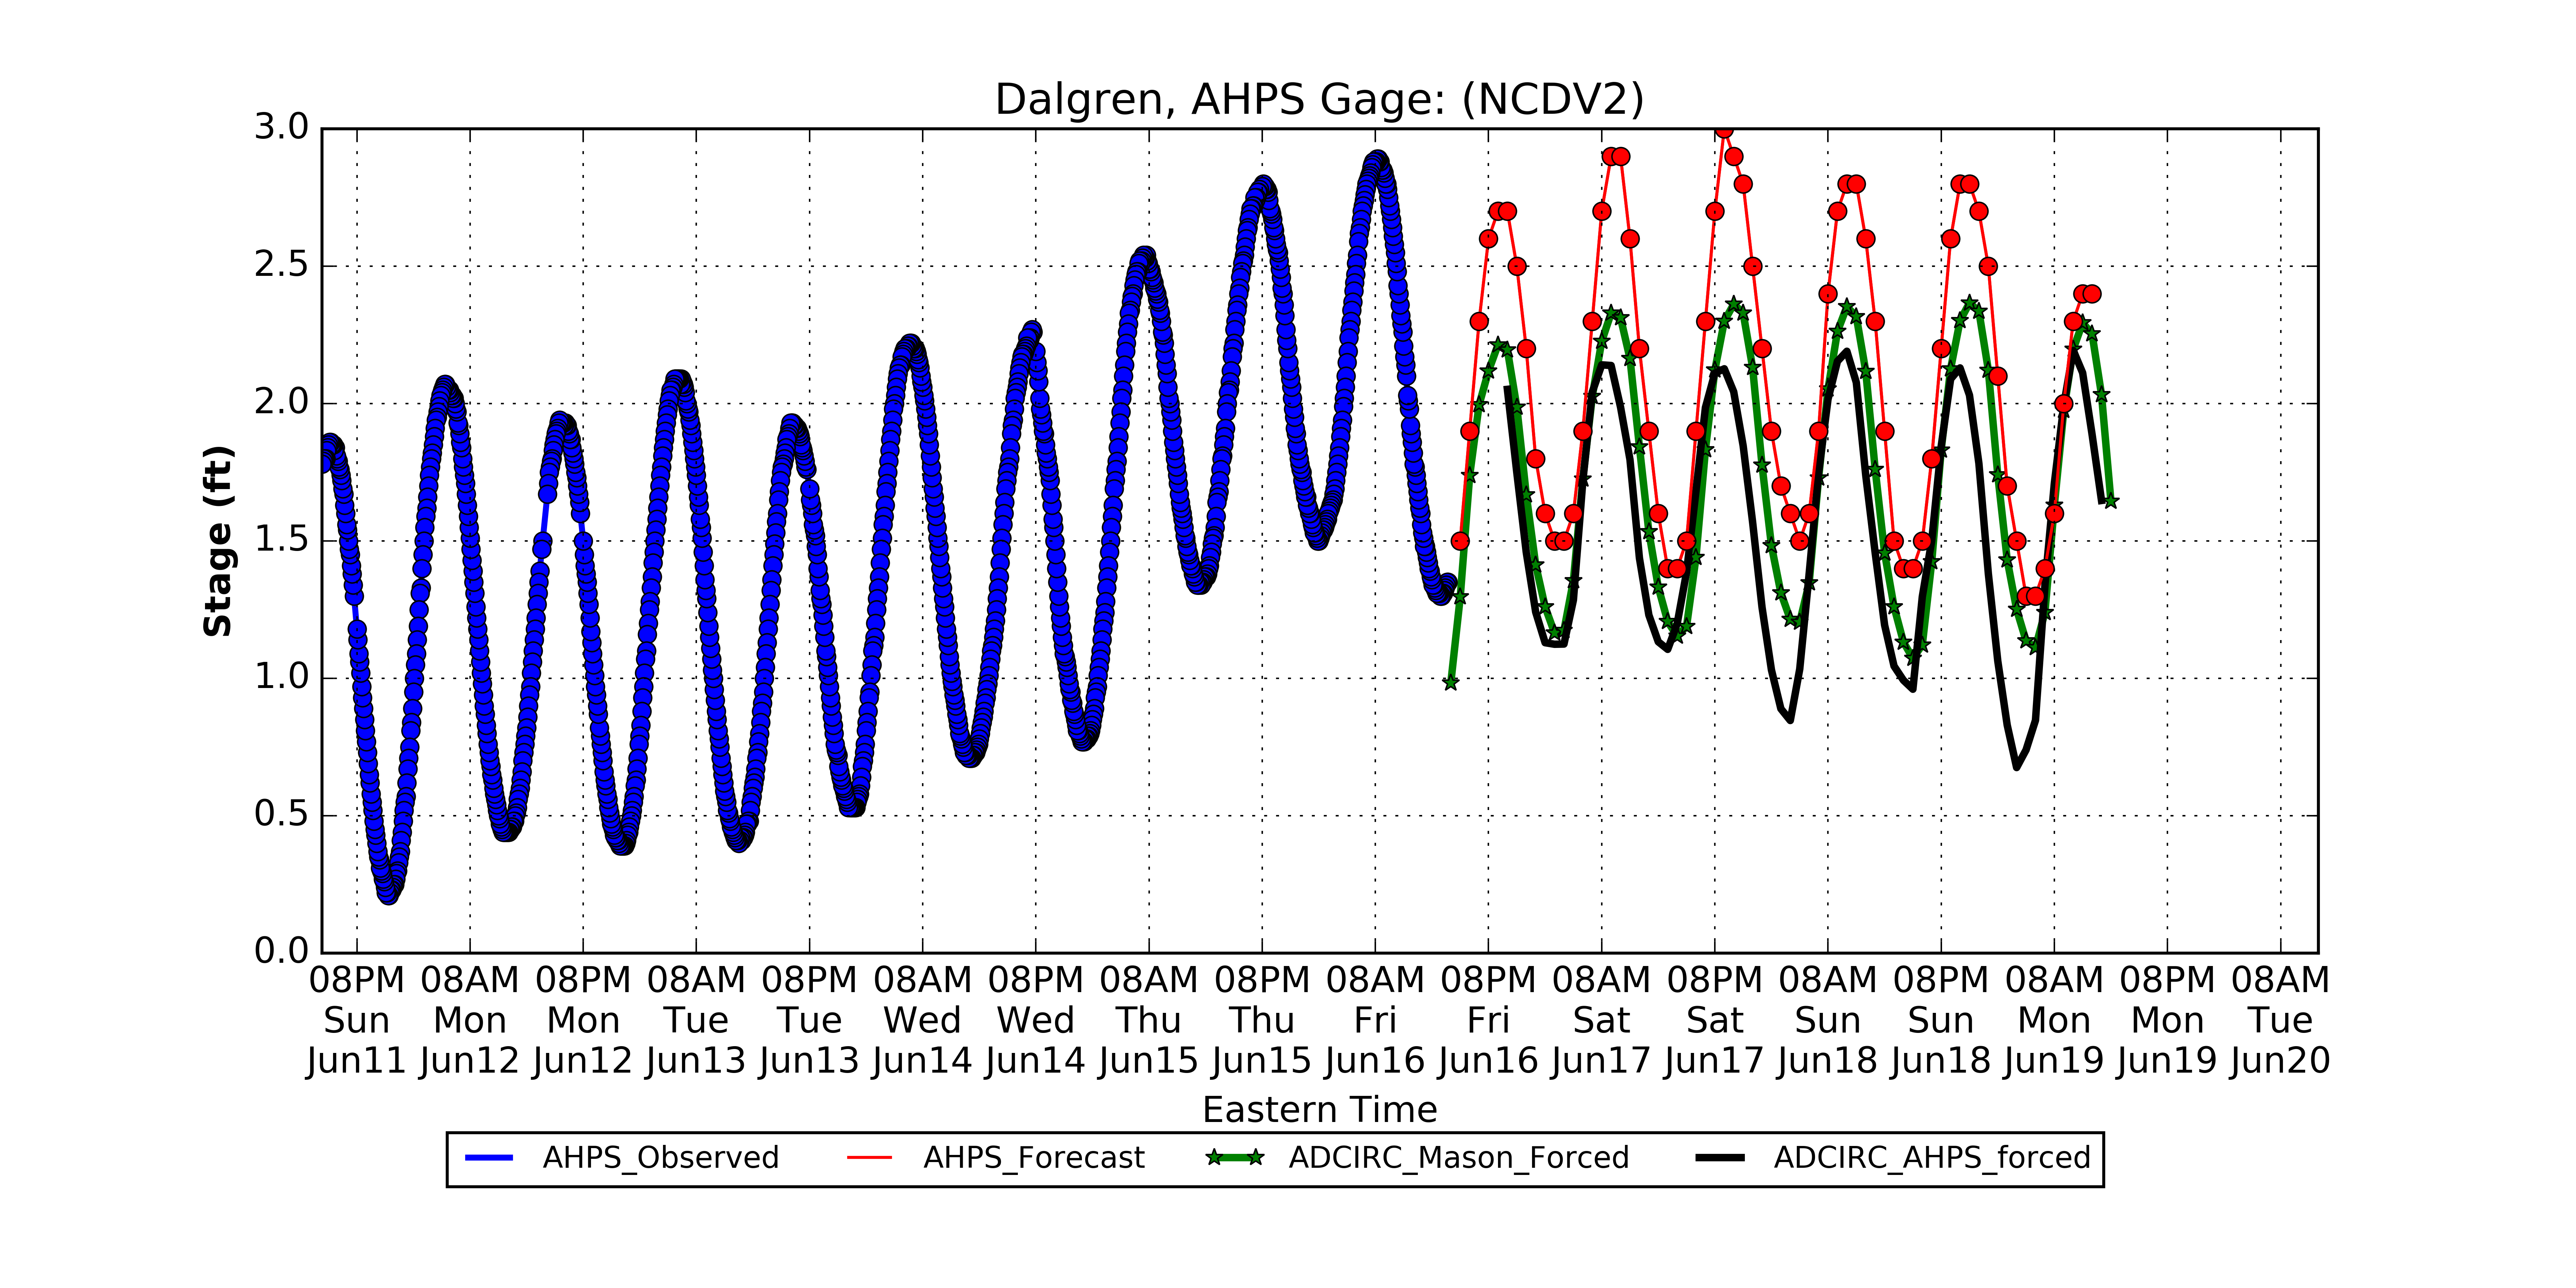 Dalgren, AHPS Gage: (NCDV2)
3.0
2.5
2.0
1.5
1.0
0.5
0.0
Stage (ft)
08PM 08AM 08PM 08AM 08PM 08AM 08PM 08AM 08PM 08AM 08PM 08AM 08PM 08AM 08PM 08AM 08PM 08AM
Sun Mon Mon Tue Tue Wed Wed Thu Thu Fri Fri Sat Sat Sun Sun Mon Mon Tue
Jun11 Jun12 Jun12 Jun13 Jun13 Jun14 Jun14 Jun15 Jun15 Jun16 Jun16 Jun17 Jun17 Jun18 Jun18 Jun19 Jun19 Jun20
Eastern Time
AHPS_Observed AHPS_Forecast ADCIRC_Mason_Forced ADCIRC_AHPS_forced